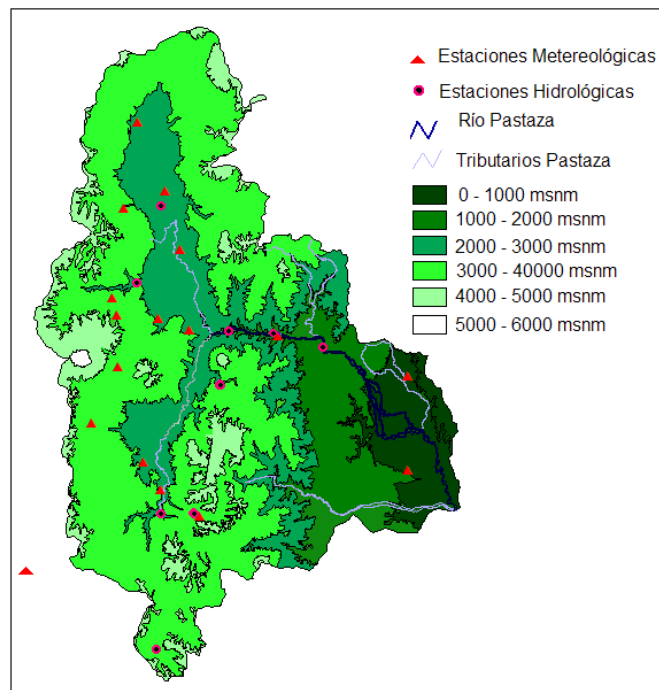 Estaciones Metereológicas
Estaciones Hidrológicas
Río Pastaza
Tributarios Pastaza
0 - 1000 msnm
1000 - 2000 msnm
2000 - 3000 msnm
3000 - 40000 msnm
4000 - 5000 msnm
5000 - 6000 msnm